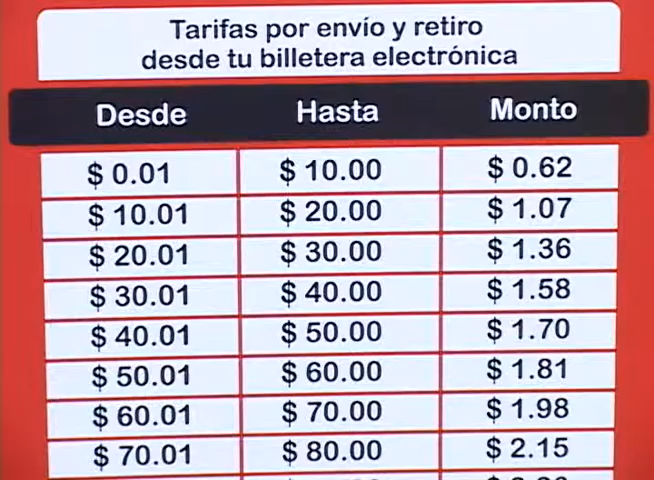 Tarifas por envío y retiro
desde tu billetera electrónica
Desde Hasta Monto
$ 0.01 $ 10.00 $ 0.62
$ 10.01 $ 20.00 $ 1.07
$ 20.01 $ 30.00 $ 1.36
$ 30.01 $ 40.00 $ 1.58
$ 40.01 $ 50.00 $ 1.70
$ 50.01 $ 60.00 $ 1.81
$ 60.01 $ 70.00 $ 1.98
$ 70.01 $ 80.00 $ 2.15